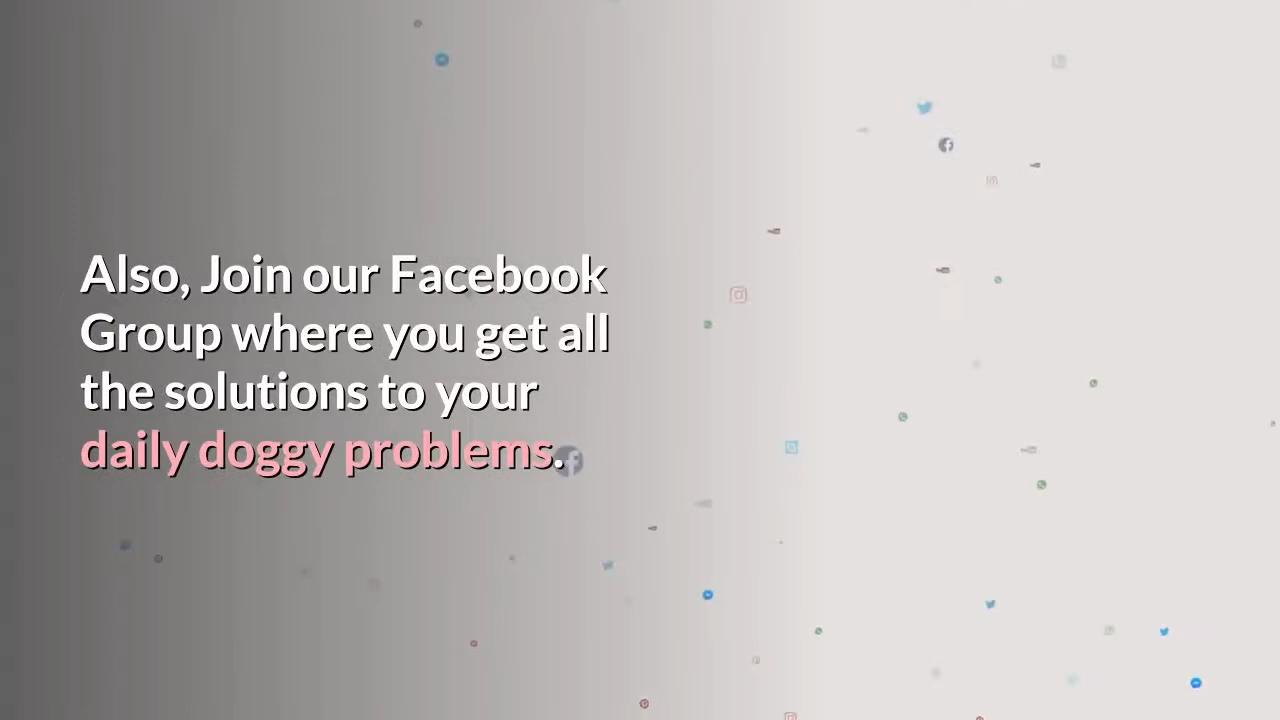 Also, Join our Facebook
Group where you get all
the solutions to your
daily doggy problems.